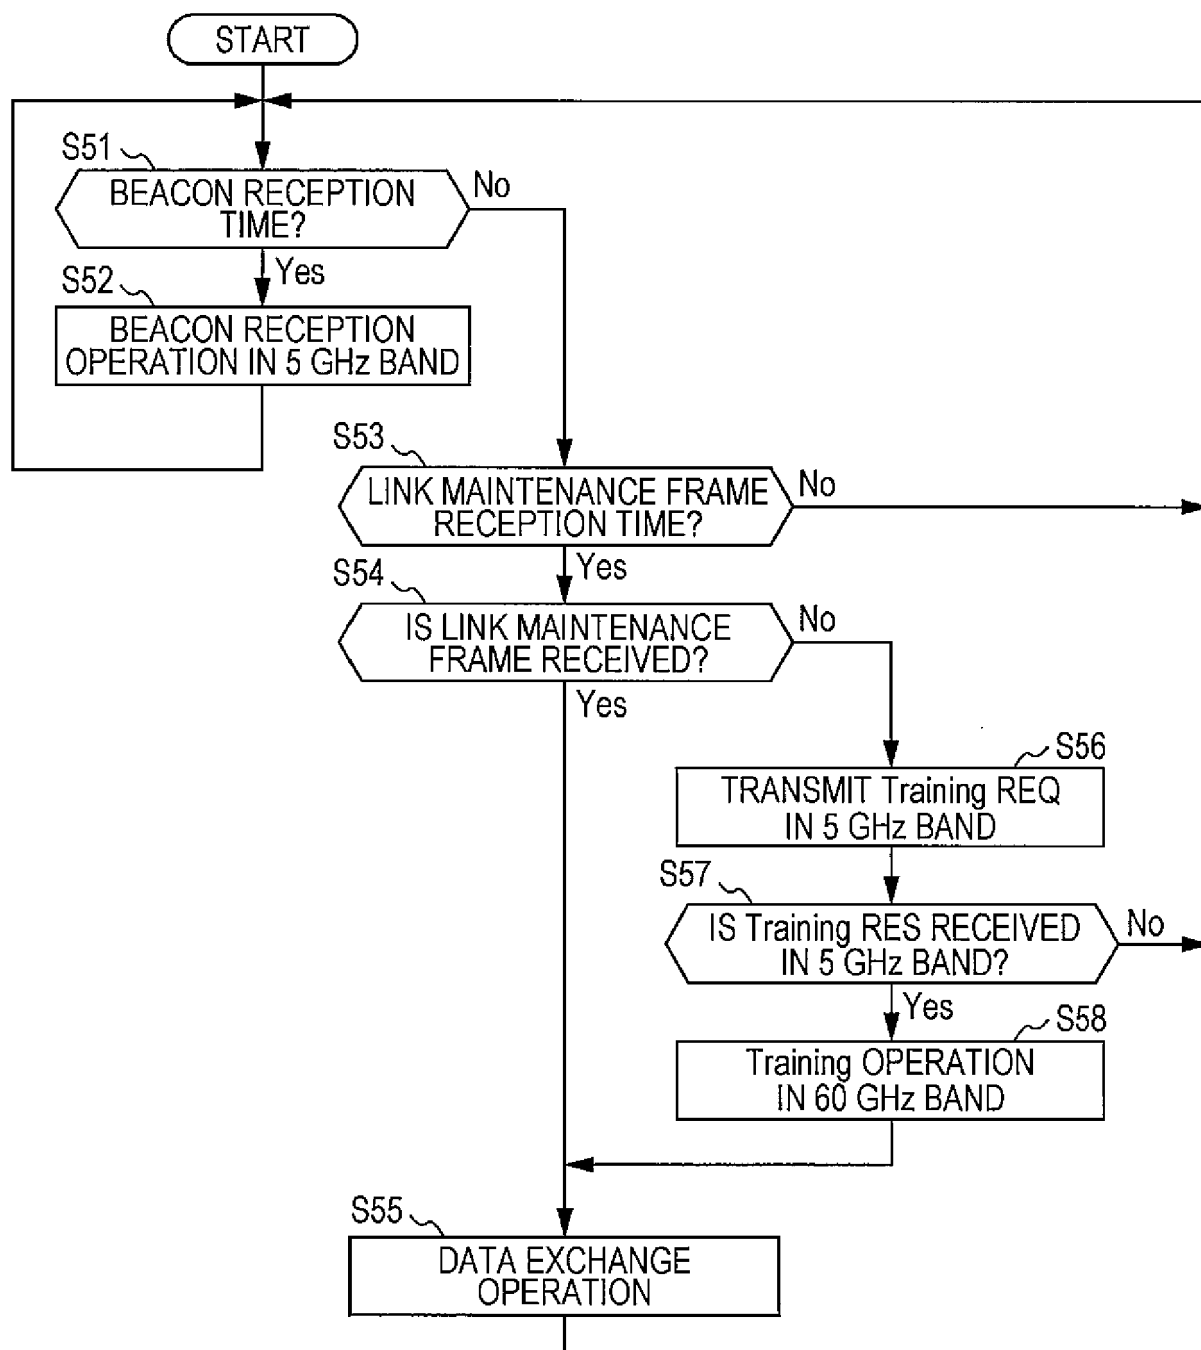 START
S51
BEACON RECEPTION
TIME?
No
Yes
S52
BEACON RECEPTION
OPERATION IN 5 GHz BAND
S53
LINK MAINTENANCE FRAME
RECEPTION TIME?
No
Yes
S54
IS LINK MAINTENANCE
FRAME RECEIVED?
No
Yes
S56
TRANSMIT Training REQ
IN 5 GHz BAND
S57
IS Training RES RECEIVED
IN 5 GHz BAND?
No
Yes
S58
Training OPERATION
IN 60 GHz BAND
S55
DATA EXCHANGE
OPERATION